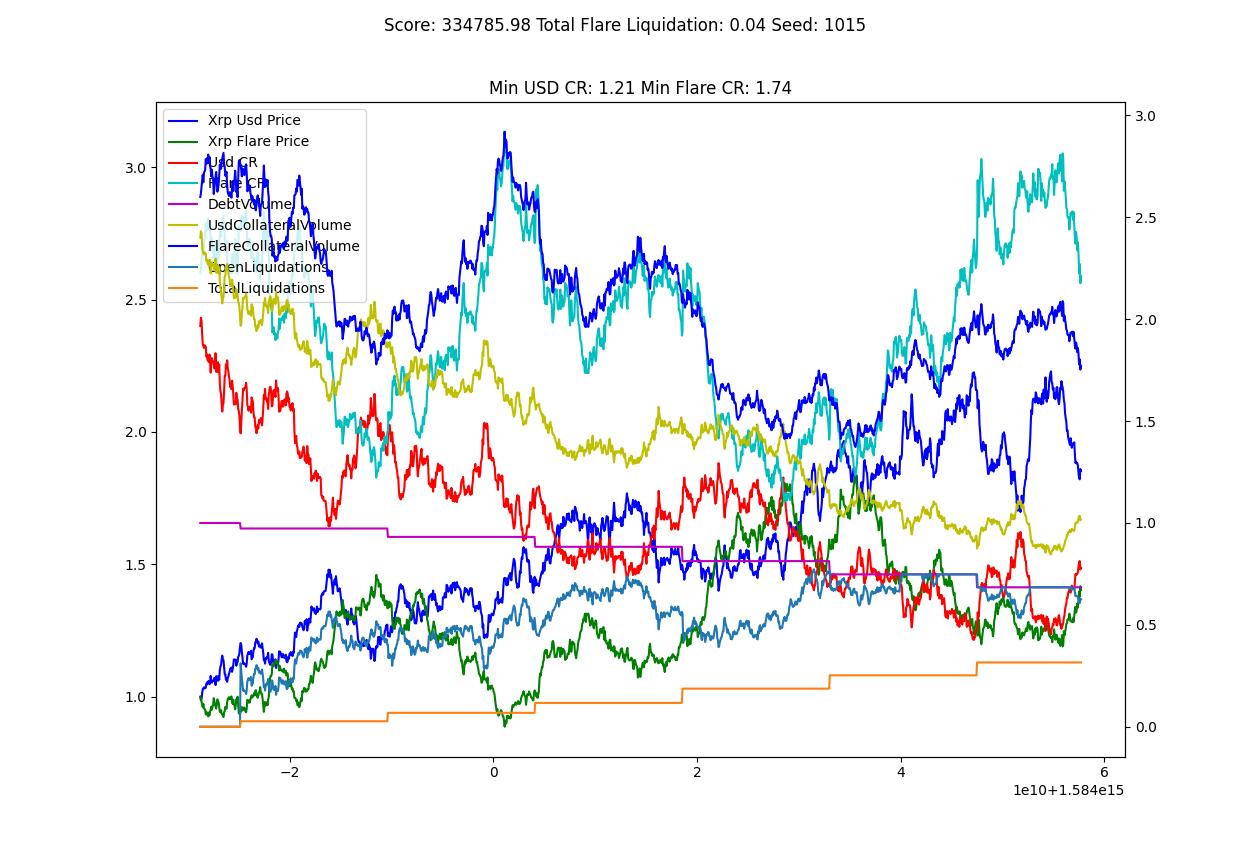 Score: 334785.98 Total Flare Liquidation: 0.04 Seed: 1015
Min USD CR: 1.21 Min Flare CR: 1.74
Xrp Usd Price
Xrp Flare Price
Usd CR
Flare CR
DebtVolume
UsdCollateralVolume
FlareCollateralVolume
OpenLiquidations
TotalLiquidations
3.0
2.5
2.0
1.5
1.0
3.0
2.5
2.0
1.5
1.0
0.5
0.0
−2
0
2
4
6
1e10+1.584e15